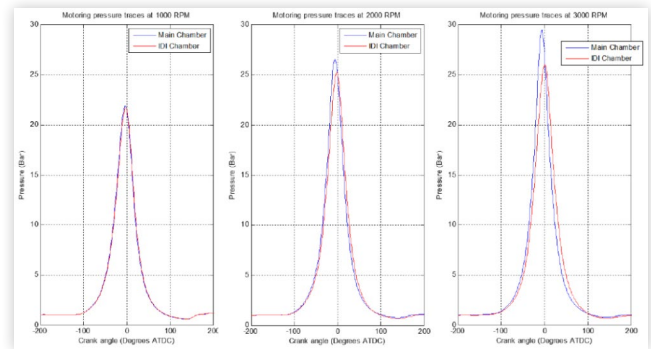 Motoring pressure traces at 1000 RPM
30
25
20
15
10
5
0
-200
-100
0
100
200
Pressure (Bar)
Crank angle (Degrees ATDC)
Main Chamber
IDI Chamber
Motoring pressure traces at 2000 RPM
30
25
20
15
10
5
0
-200
-100
0
100
200
Pressure (Bar)
Crank angle (Degrees ATDC)
Main Chamber
IDI Chamber
Motoring pressure traces at 3000 RPM
30
25
20
15
10
5
0
-200
-100
0
100
200
Pressure (Bar)
Crank angle (Degrees ATDC)
Main Chamber
IDI Chamber